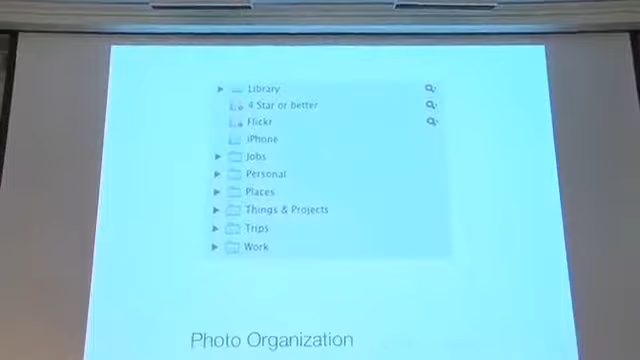 Library
4 Star or better
Flickr
iPhone
Jobs
Personal
Places
Things & Projects
Trips
Work
Photo Organization